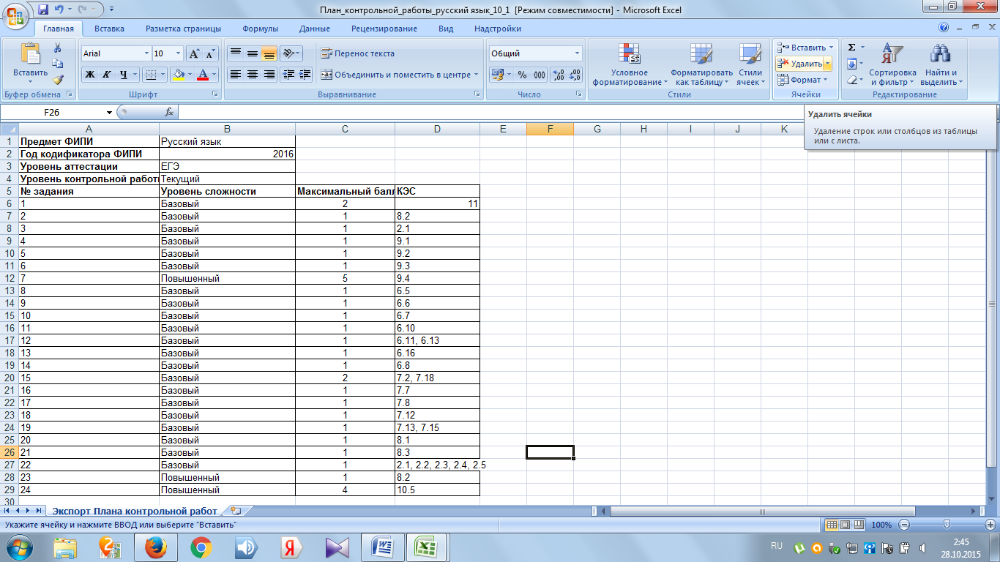 План_контрольной_работы_русский язык_10_1 [Режим совместимости] - Microsoft Excel
Главная Вставка Разметка страницы Формулы Данные Рецензирование Вид Надстройки
Вставить
Буфер обмена
Arial 10
Ж К Ч
Шрифт
Перенос текста
Объединить и поместить в центре
Выравнивание
Общий
% 000
Число
Условное форматирование
Форматировать как таблицу
Стили ячеек
Стили
Вставить
Удалить
Формат
Ячейки
Сортировка и фильтр
Найти и выделить
Редактирование
F26 fx
Удалить ячейки
Удаление строк или столбцов из таблицы
или с листа.
A B C D E F G H I J K
1 Предмет ФИПИ Русский язык
2 Год кодификатора ФИПИ 2016
3 Уровень аттестации ЕГЭ
4 Уровень контрольной работы Текущий
5 № задания Уровень сложности Максимальный балл КЭС
6 1 Базовый 2 11
7 2 Базовый 1 8.2
8 3 Базовый 1 2.1
9 4 Базовый 1 9.1
10 5 Базовый 1 9.2
11 6 Базовый 1 9.3
12 7 Повышенный 5 9.4
13 8 Базовый 1 6.5
14 9 Базовый 1 6.6
15 10 Базовый 1 6.7
16 11 Базовый 1 6.10
17 12 Базовый 1 6.11, 6.13
18 13 Базовый 1 6.16
19 14 Базовый 1 6.8
20 15 Базовый 2 7.2, 7.18
21 16 Базовый 1 7.7
22 17 Базовый 1 7.8
23 18 Базовый 1 7.12
24 19 Базовый 1 7.13, 7.15
25 20 Базовый 1 8.1
26 21 Базовый 1 8.3
27 22 Базовый 1 2.1, 2.2, 2.3, 2.4, 2.5
28 23 Повышенный 1 8.2
29 24 Повышенный 4 10.5
30
Экспорт Плана контрольной работ
Укажите ячейку и нажмите ВВОД или выберите "Вставить"
100%
RU
2:45
28.10.2015